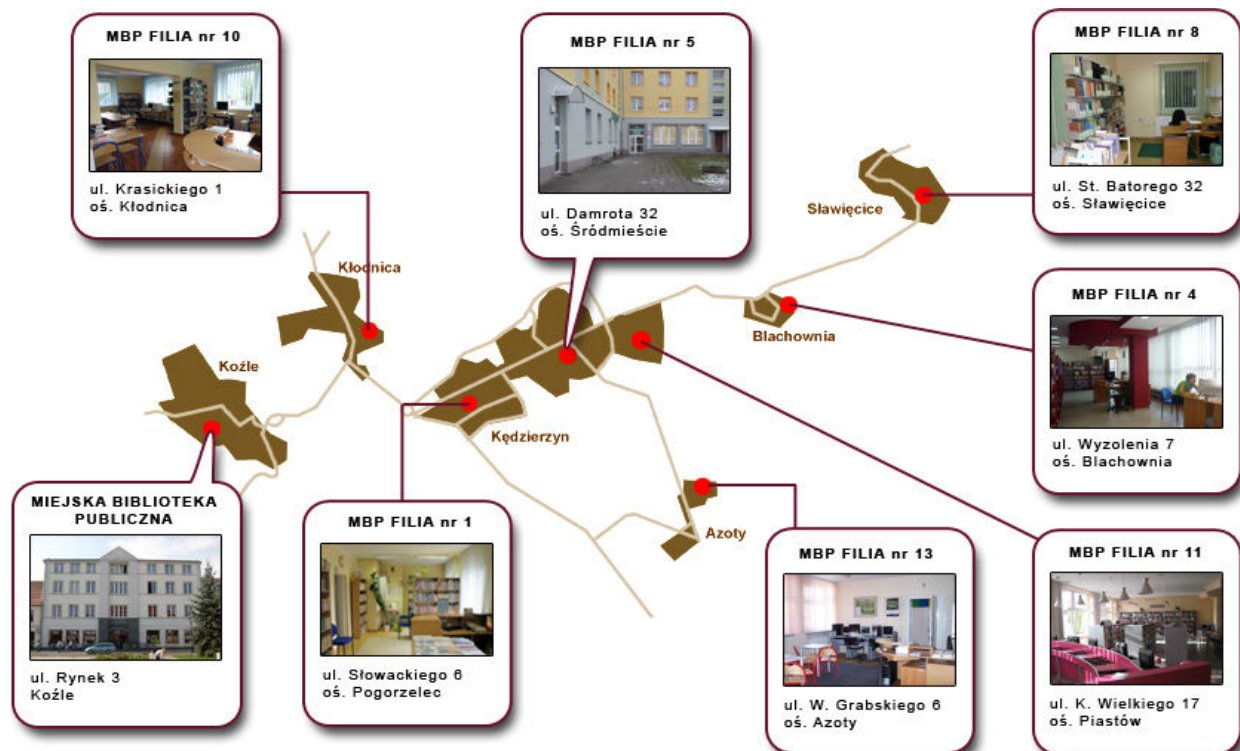 MBP FILIA nr 10
ul. Krasickiego 1
oś. Kłodnica
MBP FILIA nr 5
ul. Damrota 32
oś. Śródmieście
MBP FILIA nr 8
ul. St. Batorego 32
oś. Sławięcice
Sławięcice
Kłodnica
Blachownia
Koźle
Kędzierzyn
Azoty
MBP FILIA nr 4
ul. Wyzolenia 7
oś. Blachownia
MIEJSKA BIBLIOTEKA
PUBLICZNA
ul. Rynek 3
Koźle
MBP FILIA nr 1
ul. Słowackiego 6
oś. Pogorzelec
MBP FILIA nr 13
ul. W. Grabskiego 6
oś. Azoty
MBP FILIA nr 11
ul. K. Wielkiego 17
oś. Piastów